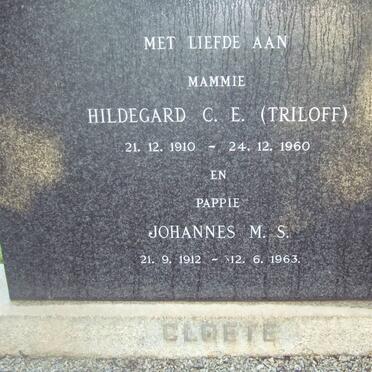 MET LIEFDE AAN
MAMMIE
HILDEGARD C. E. (TRILOFF)
21. 12. 1910 - 24. 12. 1960
EN
PAPPIE
JOHANNES M. S.
21. 9. 1912 - 12. 6. 1963.
CLOETE